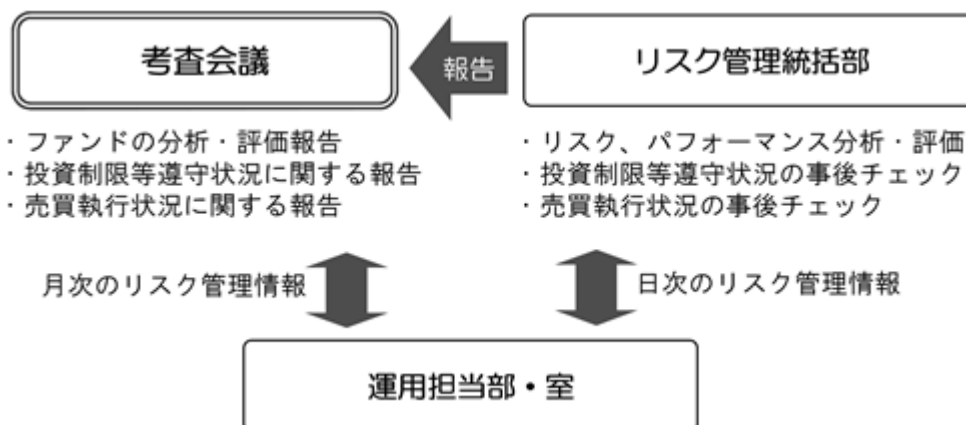 考査会議
報告
リスク管理統括部
・ファンドの分析・評価報告
・投資制限等遵守状況に関する報告
・売買執行状況に関する報告
・リスク、パフォーマンス分析・評価
・投資制限等遵守状況の事後チェック
・売買執行状況の事後チェック
月次のリスク管理情報
日次のリスク管理情報
運用担当部・室